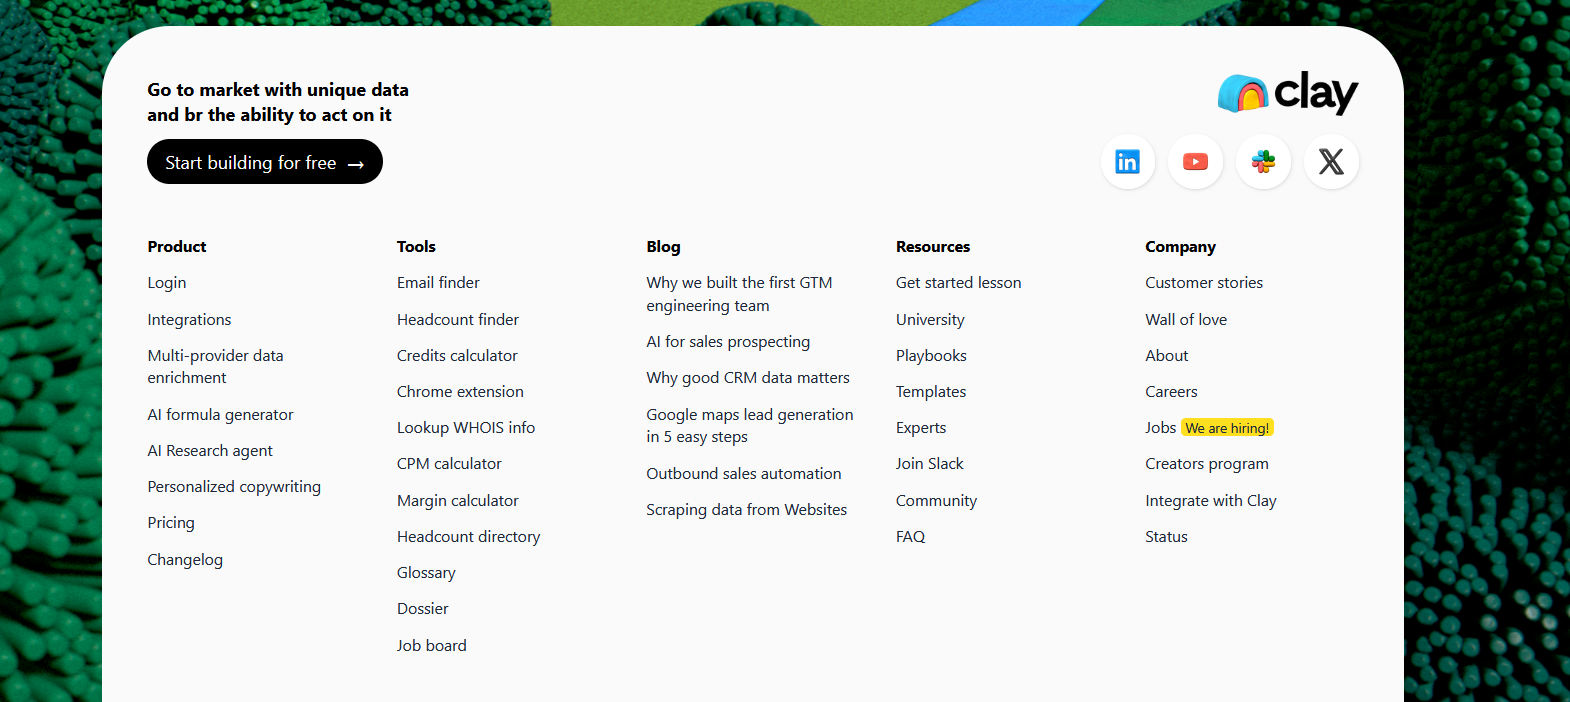 Go to market with unique data
and br the ability to act on it
Start building for free →
clay
Product
Login
Integrations
Multi-provider data
enrichment
AI formula generator
AI Research agent
Personalized copywriting
Pricing
Changelog
Tools
Email finder
Headcount finder
Credits calculator
Chrome extension
Lookup WHOIS info
CPM calculator
Margin calculator
Headcount directory
Glossary
Dossier
Job board
Blog
Why we built the first GTM
engineering team
AI for sales prospecting
Why good CRM data matters
Google maps lead generation
in 5 easy steps
Outbound sales automation
Scraping data from Websites
Resources
Get started lesson
University
Playbooks
Templates
Experts
Join Slack
Community
FAQ
Company
Customer stories
Wall of love
About
Careers
Jobs We are hiring!
Creators program
Integrate with Clay
Status